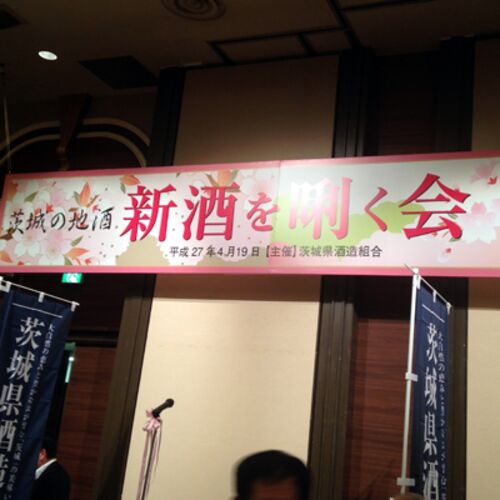 茨城の地酒 新酒を唎く会
平成27年4月19日【主催】茨城県酒造組合
茨城県酒造
茨城県酒